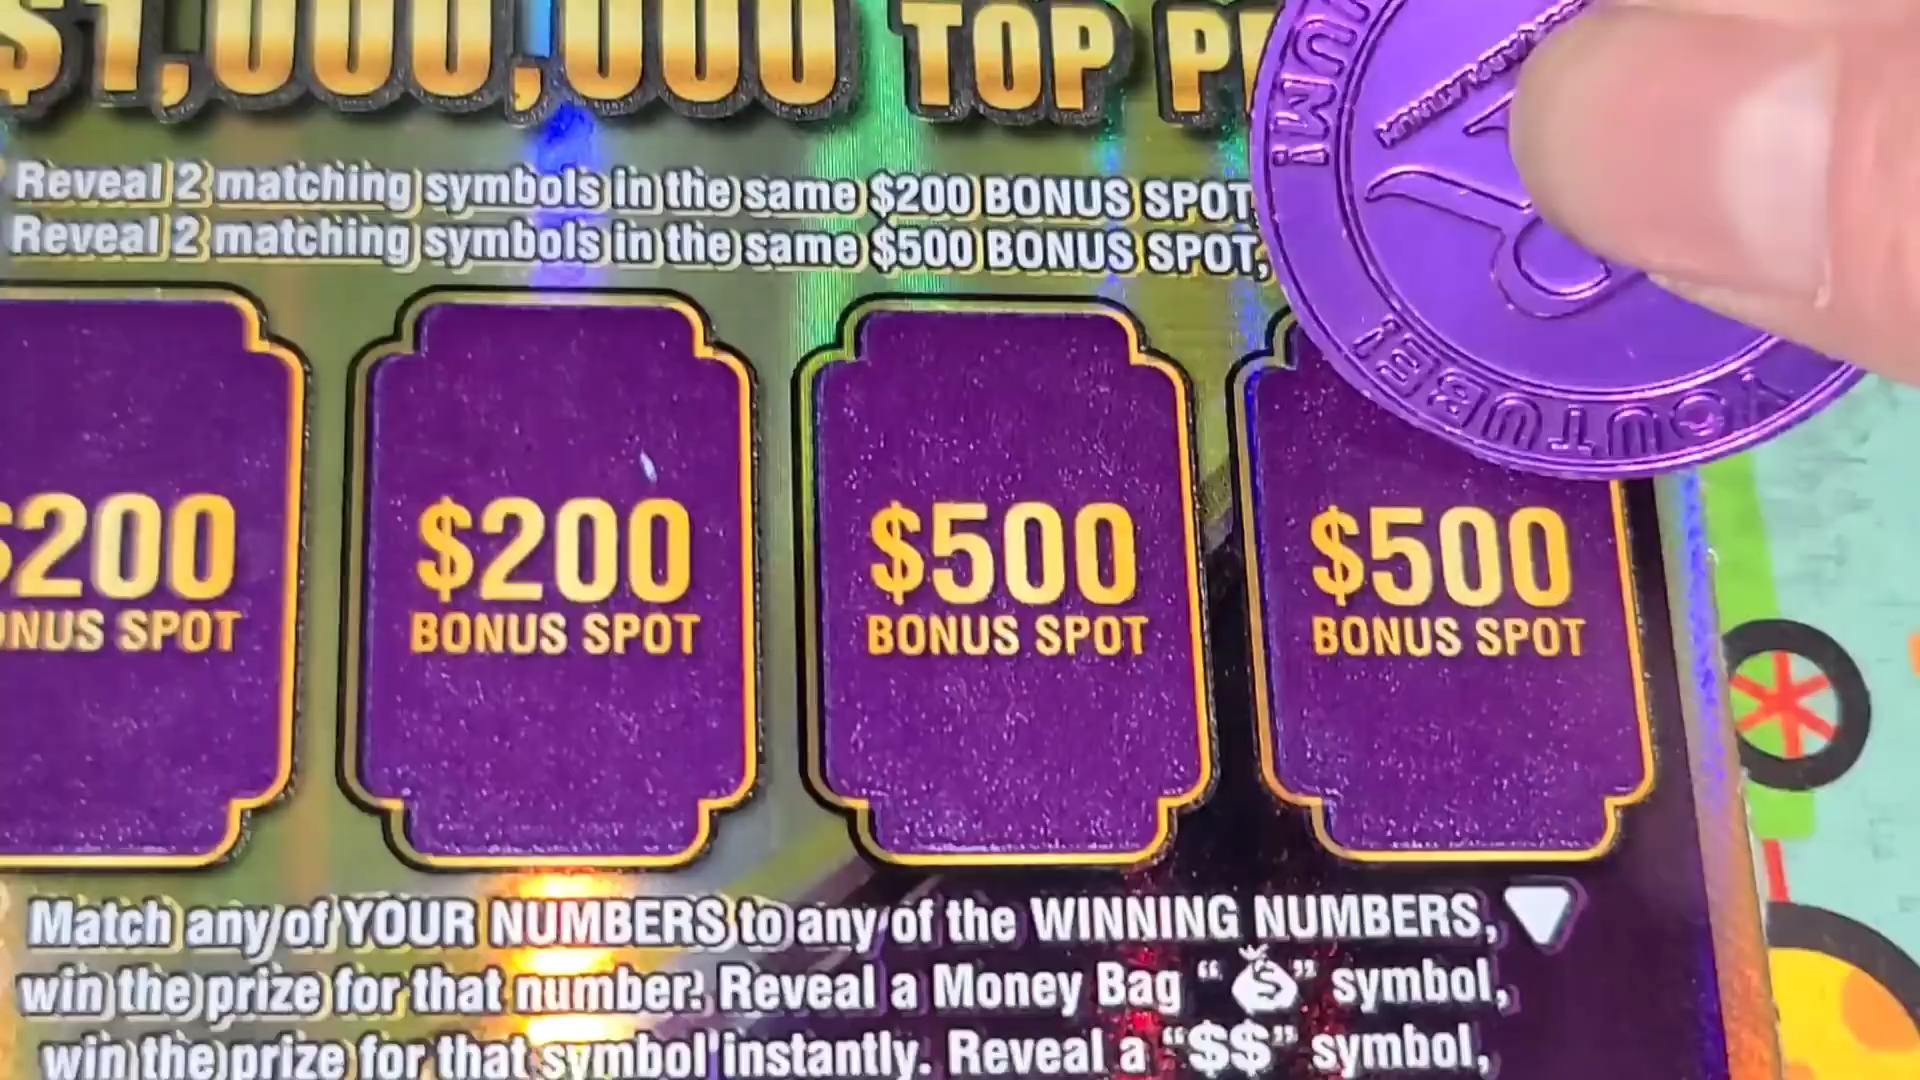 $1,000,000 TOP
Reveal 2 matching symbols in the same $200 BONUS SPOT
Reveal 2 matching symbols in the same $500 BONUS SPOT,
$200
BONUS SPOT
$200
BONUS SPOT
$500
BONUS SPOT
$500
BONUS SPOT
YOUTUBE!
Match any of YOUR NUMBERS to any of the WINNING NUMBERS,
win the prize for that number. Reveal a Money Bag “ ” symbol,
win the prize for that symbol instantly. Reveal a “$$” symbol,